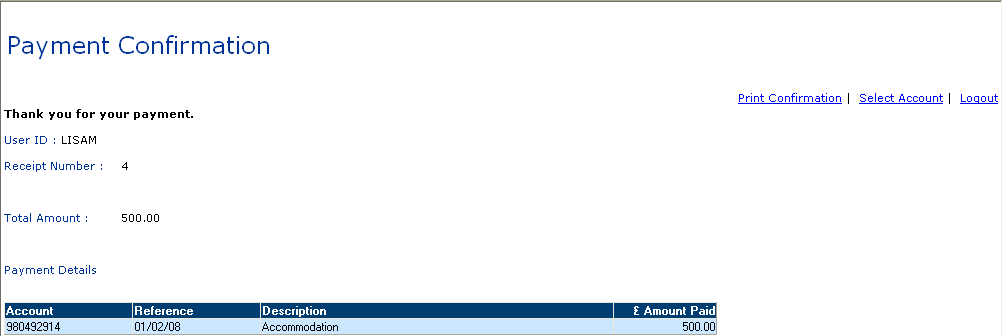 Payment Confirmation
Print Confirmation | Select Account | Logout
Thank you for your payment.
User ID : LISAM
Receipt Number : 4
Total Amount : 500.00
Payment Details
Account Reference Description £ Amount Paid
980492914 01/02/08 Accommodation 500.00